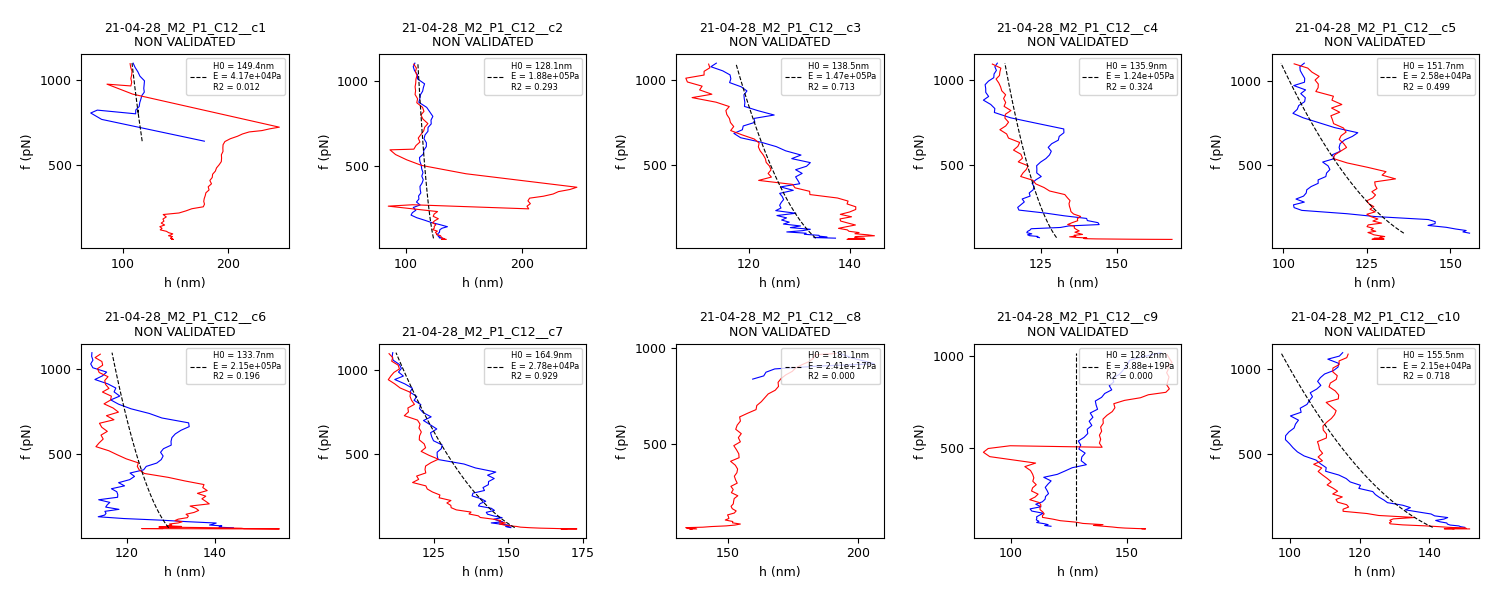 21-04-28_M2_P1_C12__c1
NON VALIDATED
H0 = 149.4nm
E = 4.17e+04Pa
R2 = 0.012
1000
500
f (pN)
100
200
h (nm)
21-04-28_M2_P1_C12__c2
NON VALIDATED
H0 = 128.1nm
E = 1.88e+05Pa
R2 = 0.293
1000
500
f (pN)
100
200
h (nm)
21-04-28_M2_P1_C12__c3
NON VALIDATED
H0 = 138.5nm
E = 1.47e+05Pa
R2 = 0.713
1000
500
f (pN)
120
140
h (nm)
21-04-28_M2_P1_C12__c4
NON VALIDATED
H0 = 135.9nm
E = 1.24e+05Pa
R2 = 0.324
1000
500
f (pN)
125
150
h (nm)
21-04-28_M2_P1_C12__c5
NON VALIDATED
H0 = 151.7nm
E = 2.58e+04Pa
R2 = 0.499
1000
500
f (pN)
100
125
150
h (nm)
21-04-28_M2_P1_C12__c6
NON VALIDATED
H0 = 133.7nm
E = 2.15e+05Pa
R2 = 0.196
1000
500
f (pN)
120
140
h (nm)
21-04-28_M2_P1_C12__c7
H0 = 164.9nm
E = 2.78e+04Pa
R2 = 0.929
1000
500
f (pN)
125
150
175
h (nm)
21-04-28_M2_P1_C12__c8
NON VALIDATED
H0 = 181.1nm
E = 2.41e+17Pa
R2 = 0.000
1000
500
f (pN)
150
200
h (nm)
21-04-28_M2_P1_C12__c9
NON VALIDATED
H0 = 128.2nm
E = 3.88e+19Pa
R2 = 0.000
1000
500
f (pN)
100
150
h (nm)
21-04-28_M2_P1_C12__c10
NON VALIDATED
H0 = 155.5nm
E = 2.15e+04Pa
R2 = 0.718
1000
500
f (pN)
100
120
140
h (nm)